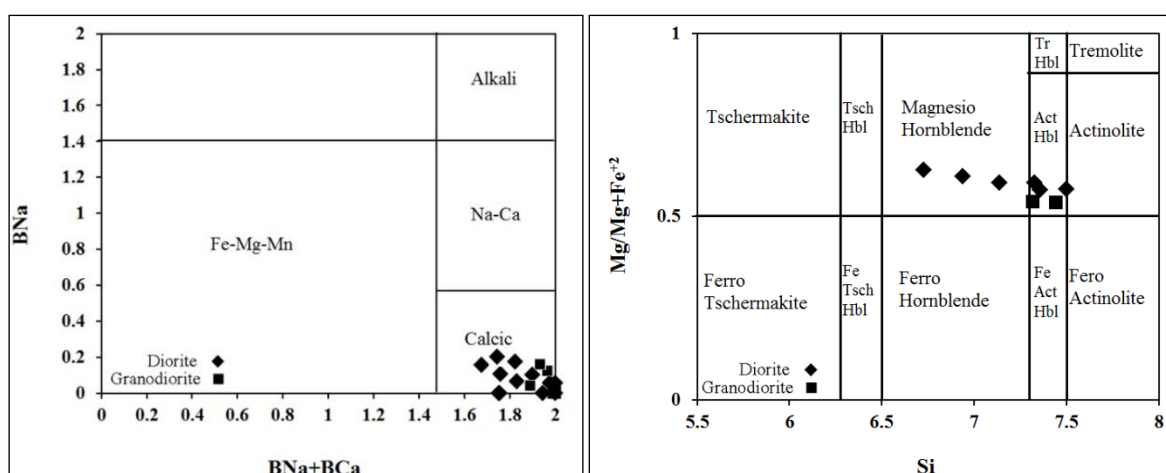 2
1.8
1.6
1.4
1.2
1
0.8
0.6
0.4
0.2
0
BNa
Alkali
Na-Ca
Fe-Mg-Mn
Calcic
Diorite
Granodiorite
0 0.2 0.4 0.6 0.8 1 1.2 1.4 1.6 1.8 2
BNa+BCa
1
0.5
0
Mg/Mg+Fe+2
Tr
Hbl
Tremolite
Tschermakite
Tsch
Hbl
Magnesio
Hornblende
Act
Hbl
Actinolite
Ferro
Tschermakite
Fe
Tsch
Hbl
Ferro
Hornblende
Fe
Act
Hbl
Fero
Actinolite
Diorite
Granodiorite
5.5 6 6.5 7 7.5 8
Si